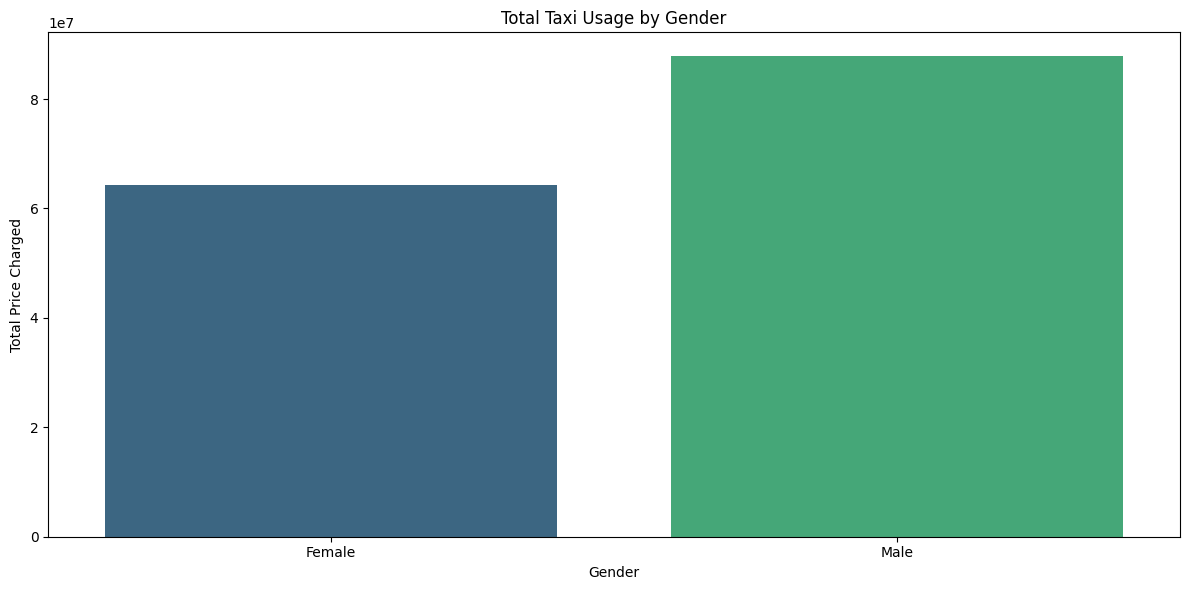 Total Taxi Usage by Gender
1e7
8
6
4
2
0
Total Price Charged
Female
Male
Gender